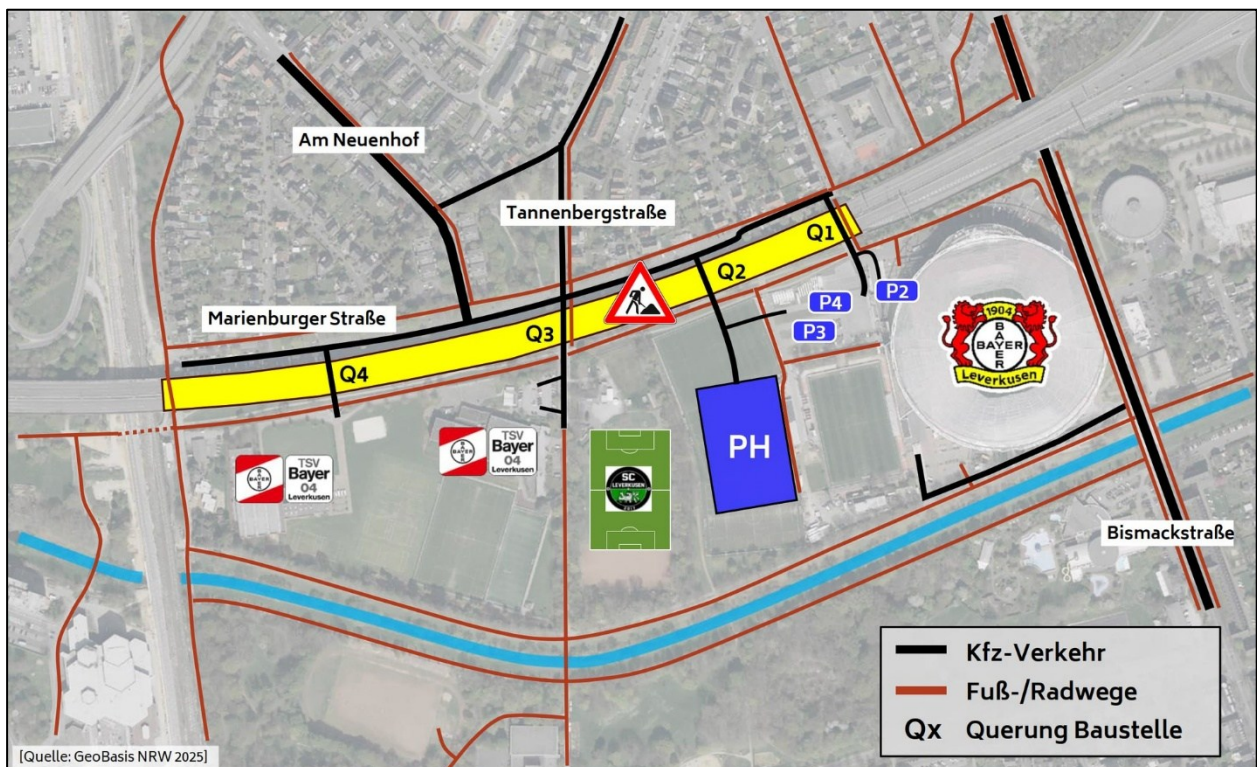 Am Neuenhof
Tannenbergstraße
Q1
Q2
P4
P2
P3
1904
BAYER
BAYER
Leverkusen
Marienburger Straße
Q3
Q4
TSV
Bayer
04
Leverkusen
TSV
Bayer
04
Leverkusen
SC
LEVERKUSEN
PH
Bismackstraße
Kfz-Verkehr
Fuß-/Radwege
Qx Querung Baustelle
[Quelle: GeoBasis NRW 2025]